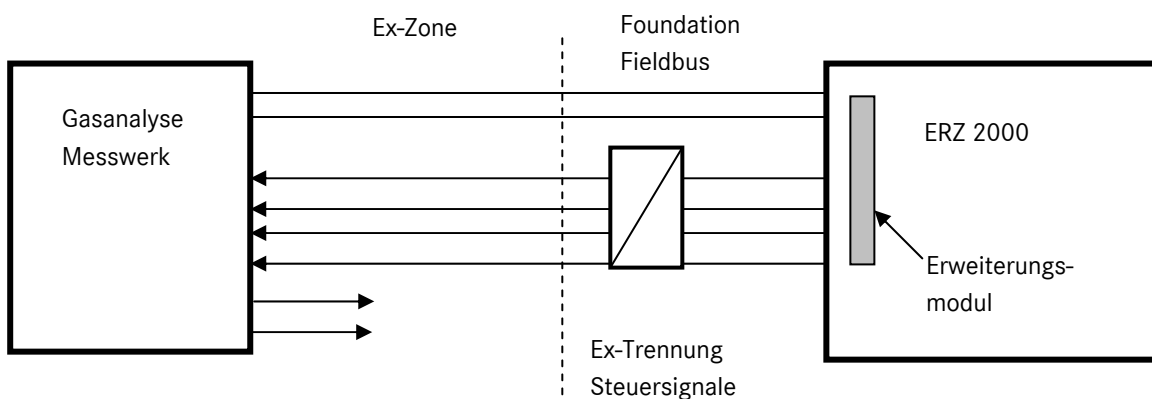 Ex-Zone
Foundation
Fieldbus
Gasanalyse
Messwerk
ERZ 2000
Erweiterungs-
modul
Ex-Trennung
Steuersignale